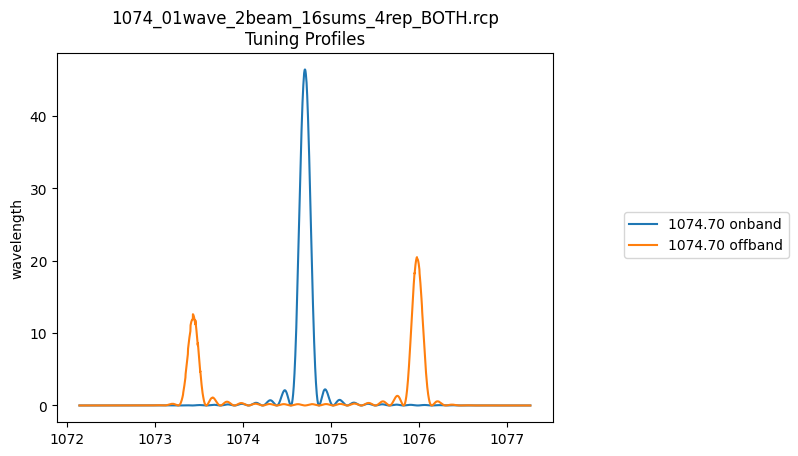 1074_01wave_2beam_16sums_4rep_BOTH.rcp
Tuning Profiles
wavelength
40
30
20
10
0
1072 1073 1074 1075 1076 1077
1074.70 onband
1074.70 offband